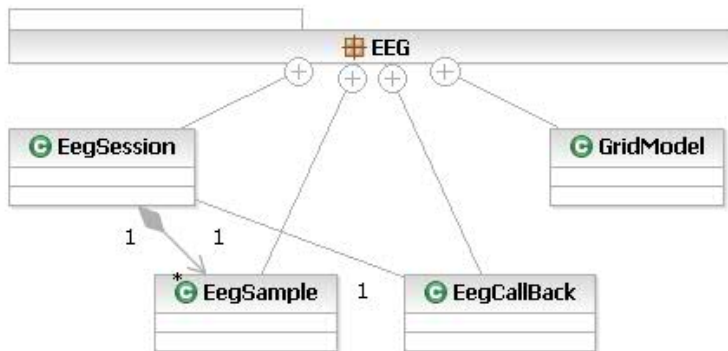 EEG
EegSession
GridModel
1
1
*
EegSample
1
EegCallBack